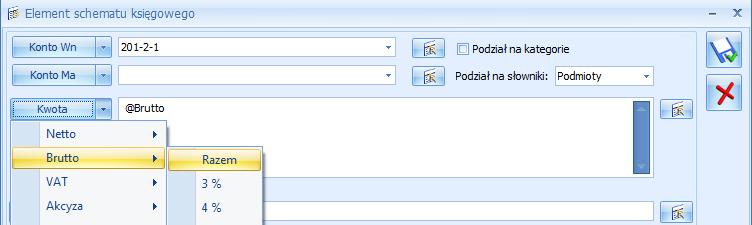 Element schematu księgowego
Konto Wn 201-2-1 Podział na kategorie
Konto Ma Podział na słowniki: Podmioty
Kwota @Brutto
Netto
Brutto Razem
VAT 3 %
Akcyza 4 %